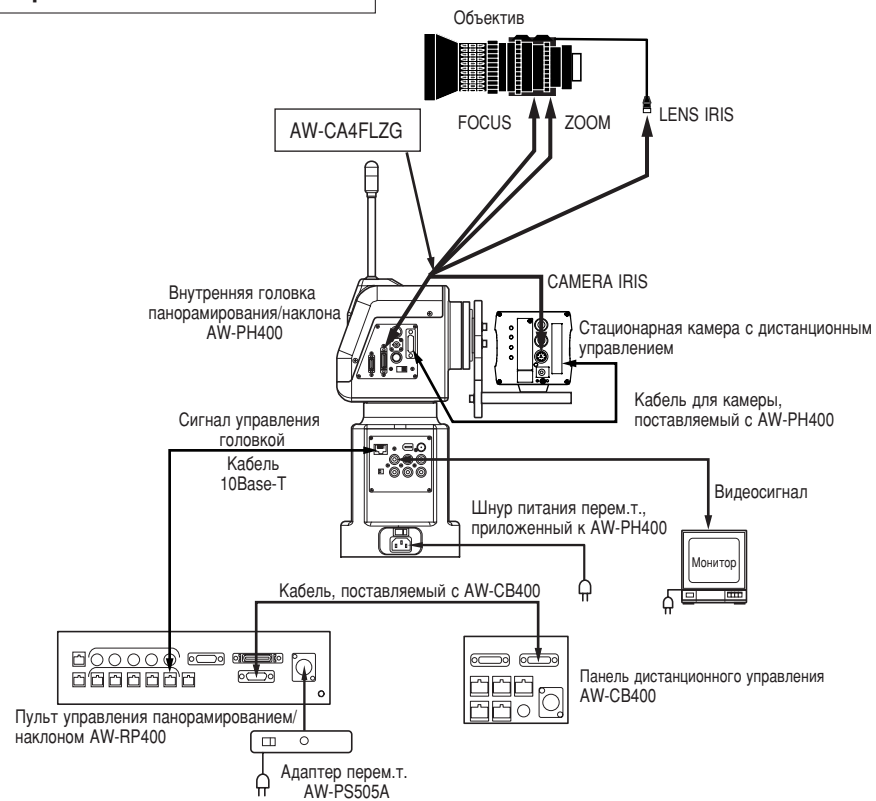 Объектив
FOCUS
ZOOM
LENS IRIS
AW-CA4FLZG
CAMERA IRIS
Внутренняя головка
панорамирования/наклона
AW-PH400
Стационарная камера с дистанционным
управлением
Кабель для камеры,
поставляемый с AW-PH400
Сигнал управления
головкой
Кабель
10Base-T
Видеосигнал
Шнур питания перем.т.,
приложенный к AW-PH400
Монитор
Кабель, поставляемый с AW-CB400
Панель дистанционного управления
AW-CB400
Пульт управления панорамированием/
наклоном AW-RP400
Адаптер перем.т.
AW-PS505A